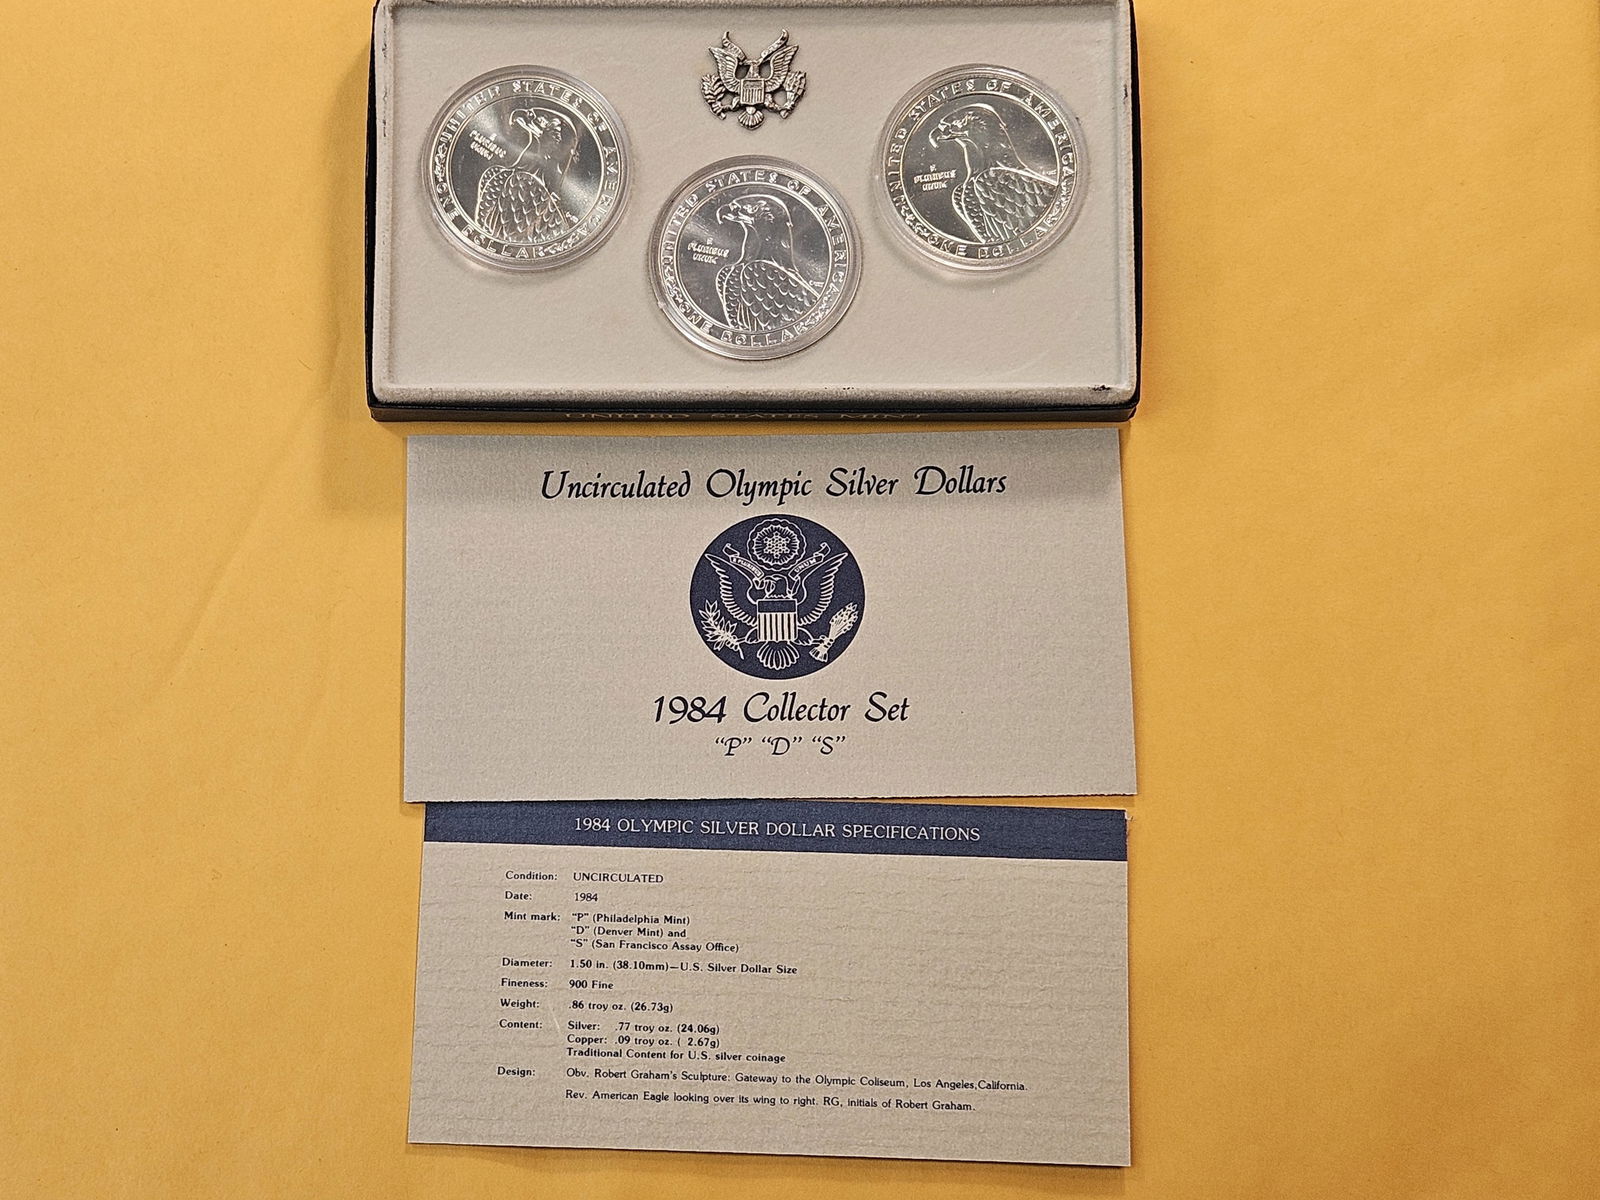 UNITED STATES OF AMERICA
E
PLURIBUS
UNUM
ONE DOLLAR
UNITED STATES OF AMERICA
E
PLURIBUS
UNUM
ONE DOLLAR
UNITED STATES OF AMERICA
E
PLURIBUS
UNUM
ONE DOLLAR
UNITED STATES MINT
Uncirculated Olympic Silver Dollars
E PLURIBUS UNUM
1984 Collector Set
"P" "D" "S"
1984 OLYMPIC SILVER DOLLAR SPECIFICATIONS
Condition: UNCIRCULATED
Date: 1984
Mint mark: "P" (Philadelphia Mint)
"D" (Denver Mint) and
"S" (San Francisco Assay Office)
Diameter: 1.50 in. (38.10mm)—U.S. Silver Dollar Size
Fineness: 900 Fine
Weight: .86 troy oz. (26.73g)
Content: Silver: .77 troy oz. (24.06g)
Copper: .09 troy oz. ( 2.67g)
Traditional Content for U.S. silver coinage
Design: Obv. Robert Graham's Sculpture: Gateway to the Olympic Coliseum, Los Angeles,California.
Rev. American Eagle looking over its wing to right. RG, initials of Robert Graham.